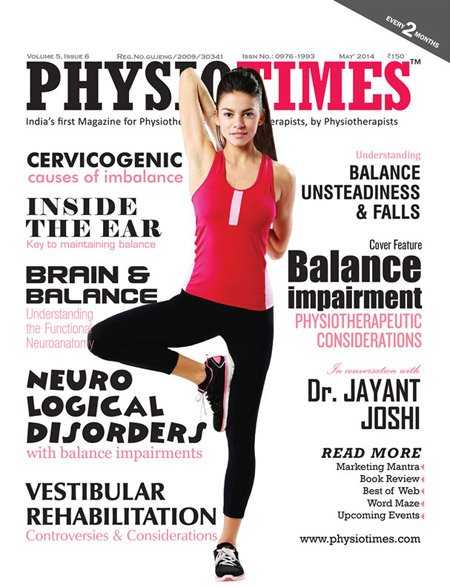 EVERY 2 MONTHS
VOLUME 5, ISSUE 6 REG.NO.GUJENG/2009/30341 ISSN NO.: 0976-1993 MAY' 2014 ₹150
PHYSIOTIMES™
India's first Magazine for Physiothe rapists, by Physiotherapists
CERVICOGENIC
causes of imbalance
INSIDE
THE EAR
Key to maintaining balance
BRAIN &
BALANCE
Understanding
the Functional
Neuroanatomy
NEURO
LOGICAL
DISORDERS
with balance impairments
VESTIBULAR
REHABILITATION
Controversies & Considerations
Understanding
BALANCE
UNSTEADINESS
& FALLS
Cover Feature
Balance
impairment
PHYSIOTHERAPEUTIC
CONSIDERATIONS
In conversation with
Dr. JAYANT
JOSHI
READ MORE
Marketing Mantra
Book Review
Best of Web
Word Maze
Upcoming Events
www.physiotimes.com